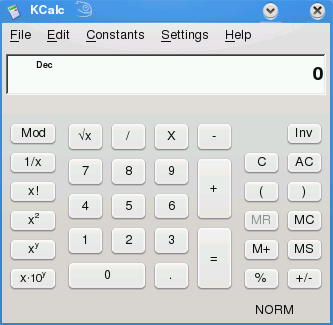 KCalc
File Edit Constants Settings Help
Dec
0
Mod √x / X - Inv
1/x 7 8 9 + C AC
x! 4 5 6 ( )
x² MR MC
xʸ 1 2 3 = M+ MS
x·10ʸ 0 . % +/-
NORM